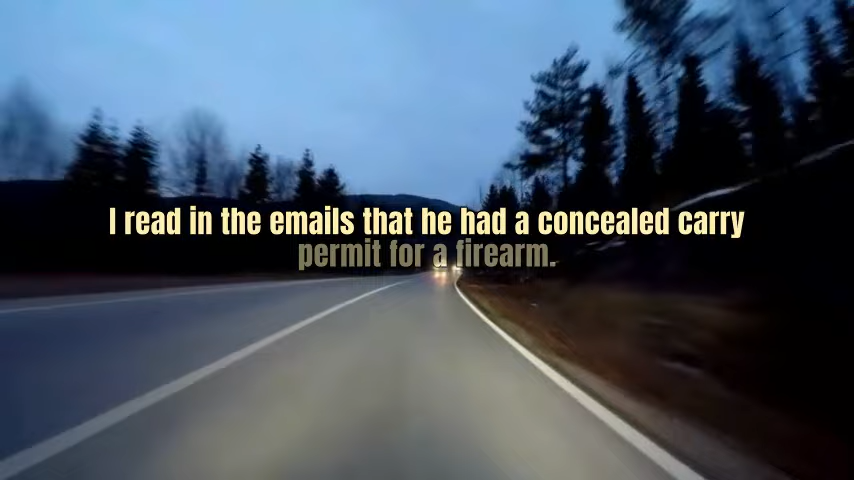 I read in the emails that he had a concealed carry
permit for a firearm.